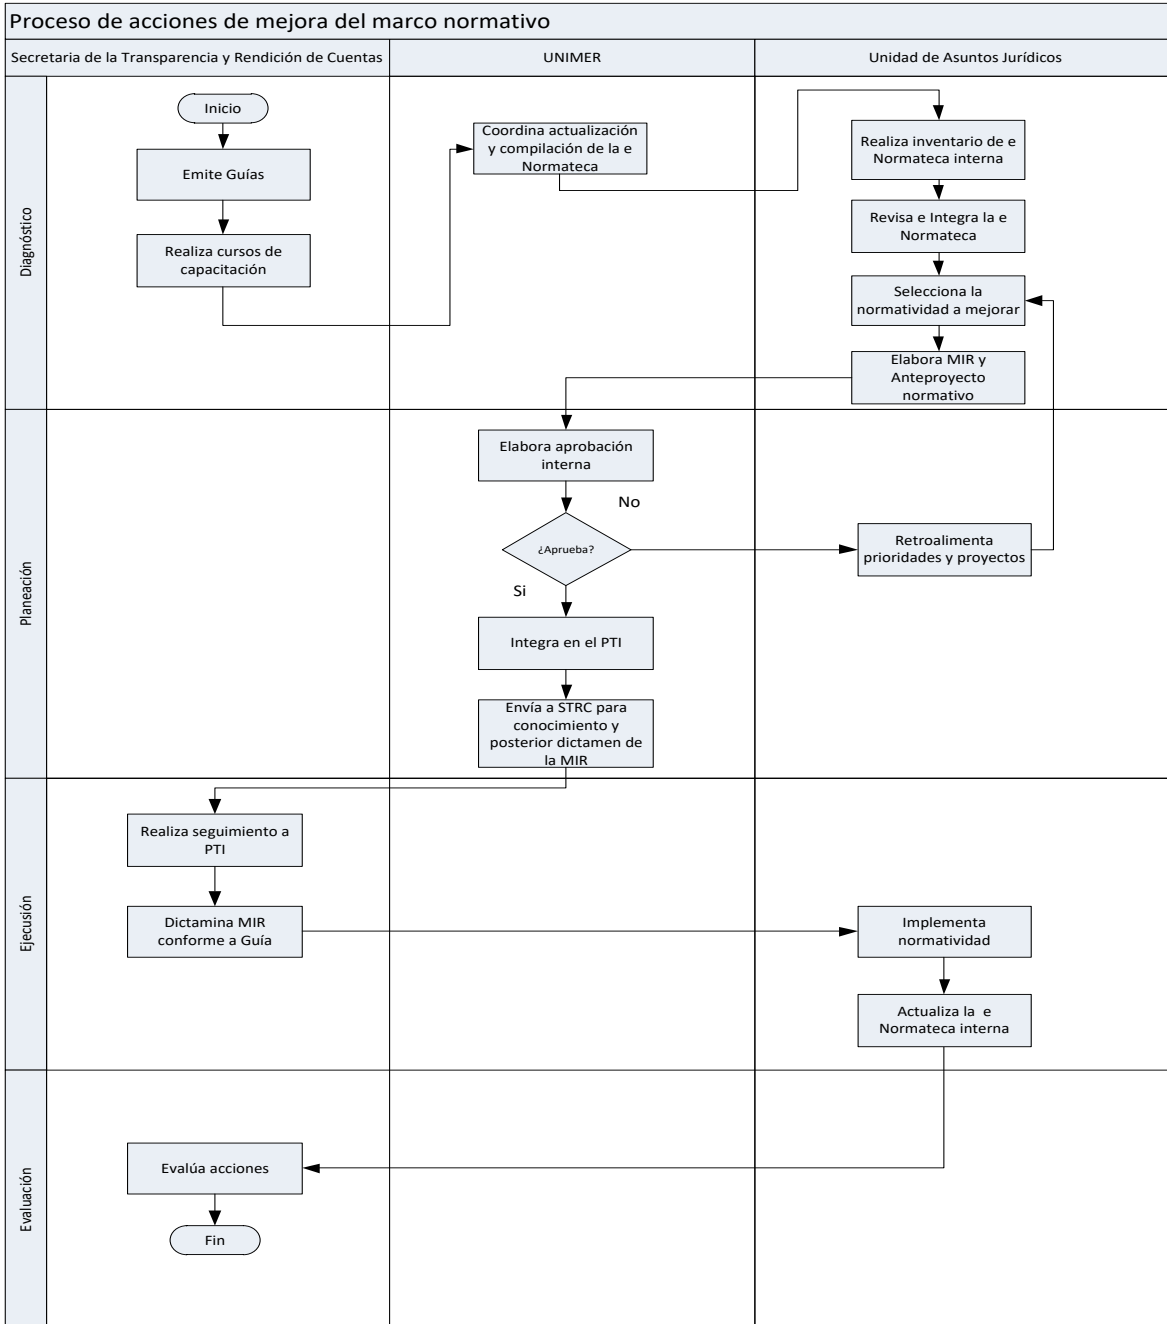 Proceso de acciones de mejora del marco normativo
Secretaria de la Transparencia y Rendición de Cuentas
UNIMER
Unidad de Asuntos Jurídicos
Diagnóstico
Inicio
Emite Guías
Realiza cursos de
capacitación
Coordina actualización
y compilación de la e
Normateca
Realiza inventario de e
Normateca interna
Revisa e Integra la e
Normateca
Selecciona la
normatividad a mejorar
Elabora MIR y
Anteproyecto
normativo
Planeación
Elabora aprobación
interna
No
¿Aprueba?
Si
Retroalimenta
prioridades y proyectos
Integra en el PTI
Envía a STRC para
conocimiento y
posterior dictamen de
la MIR
Ejecusión
Realiza seguimiento a
PTI
Dictamina MIR
conforme a Guía
Implementa
normatividad
Actualiza la  e
Normateca interna
Evaluación
Evalúa acciones
Fin